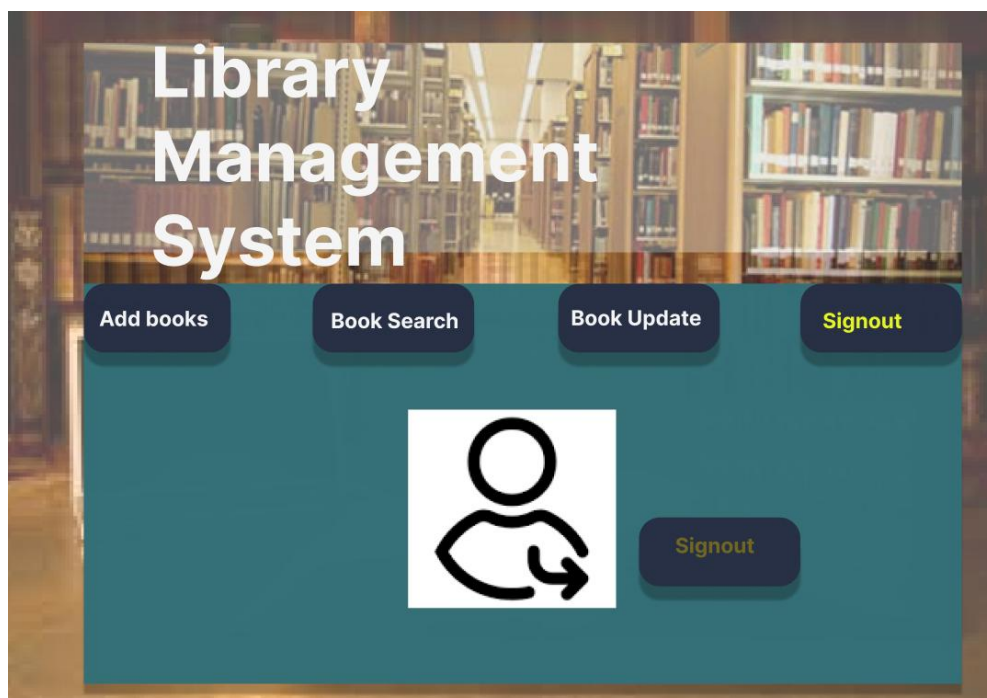 Library
Management
System
Add books
Book Search
Book Update
Signout
Signout